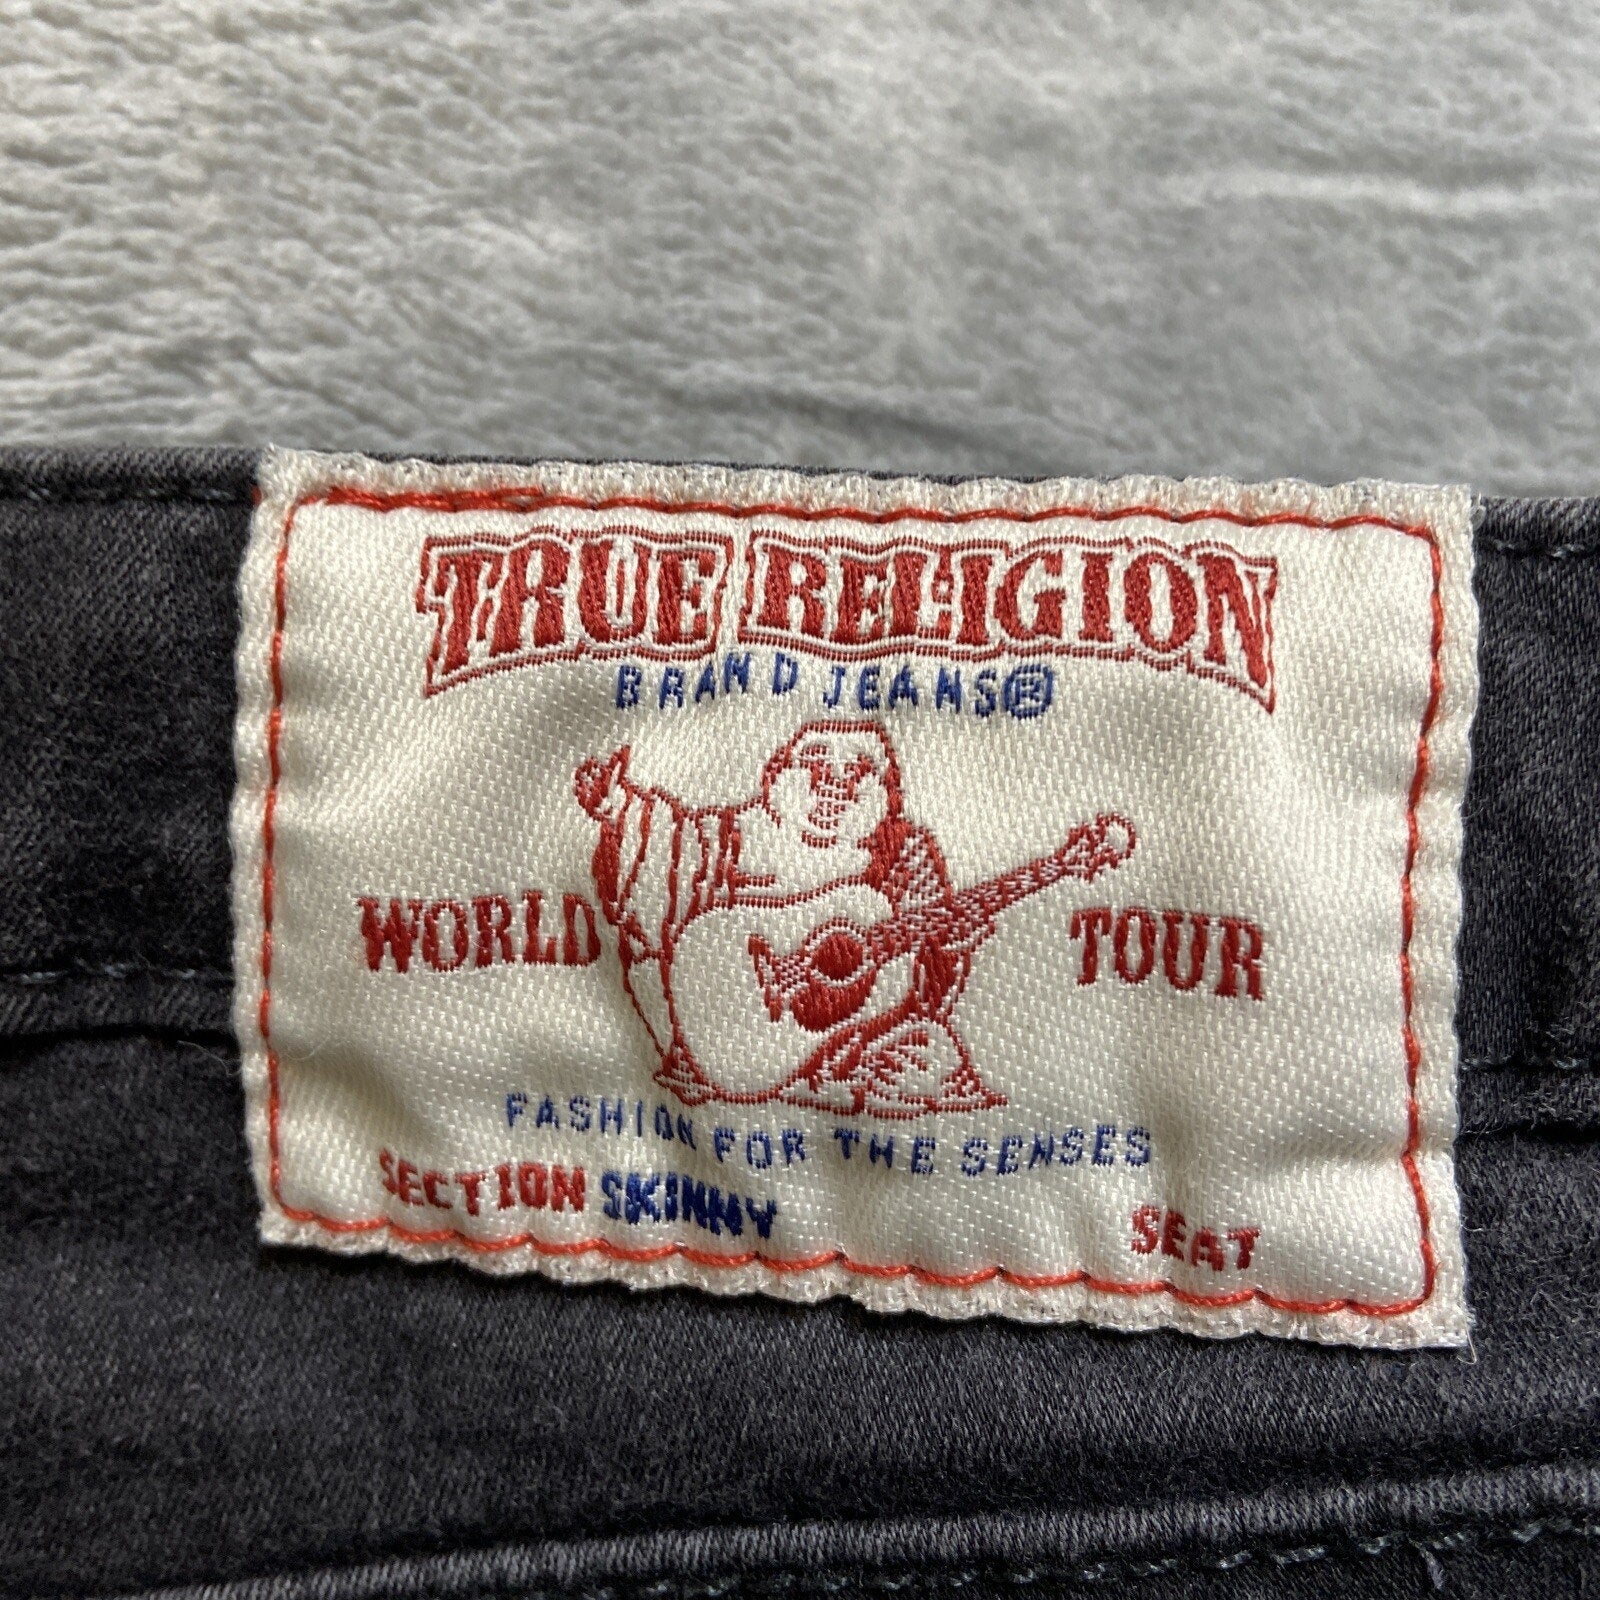 TRUE RELIGION
BRAND JEANS®
WORLD TOUR
FASHION FOR THE SENSES
SECTION SKINNY SEAT